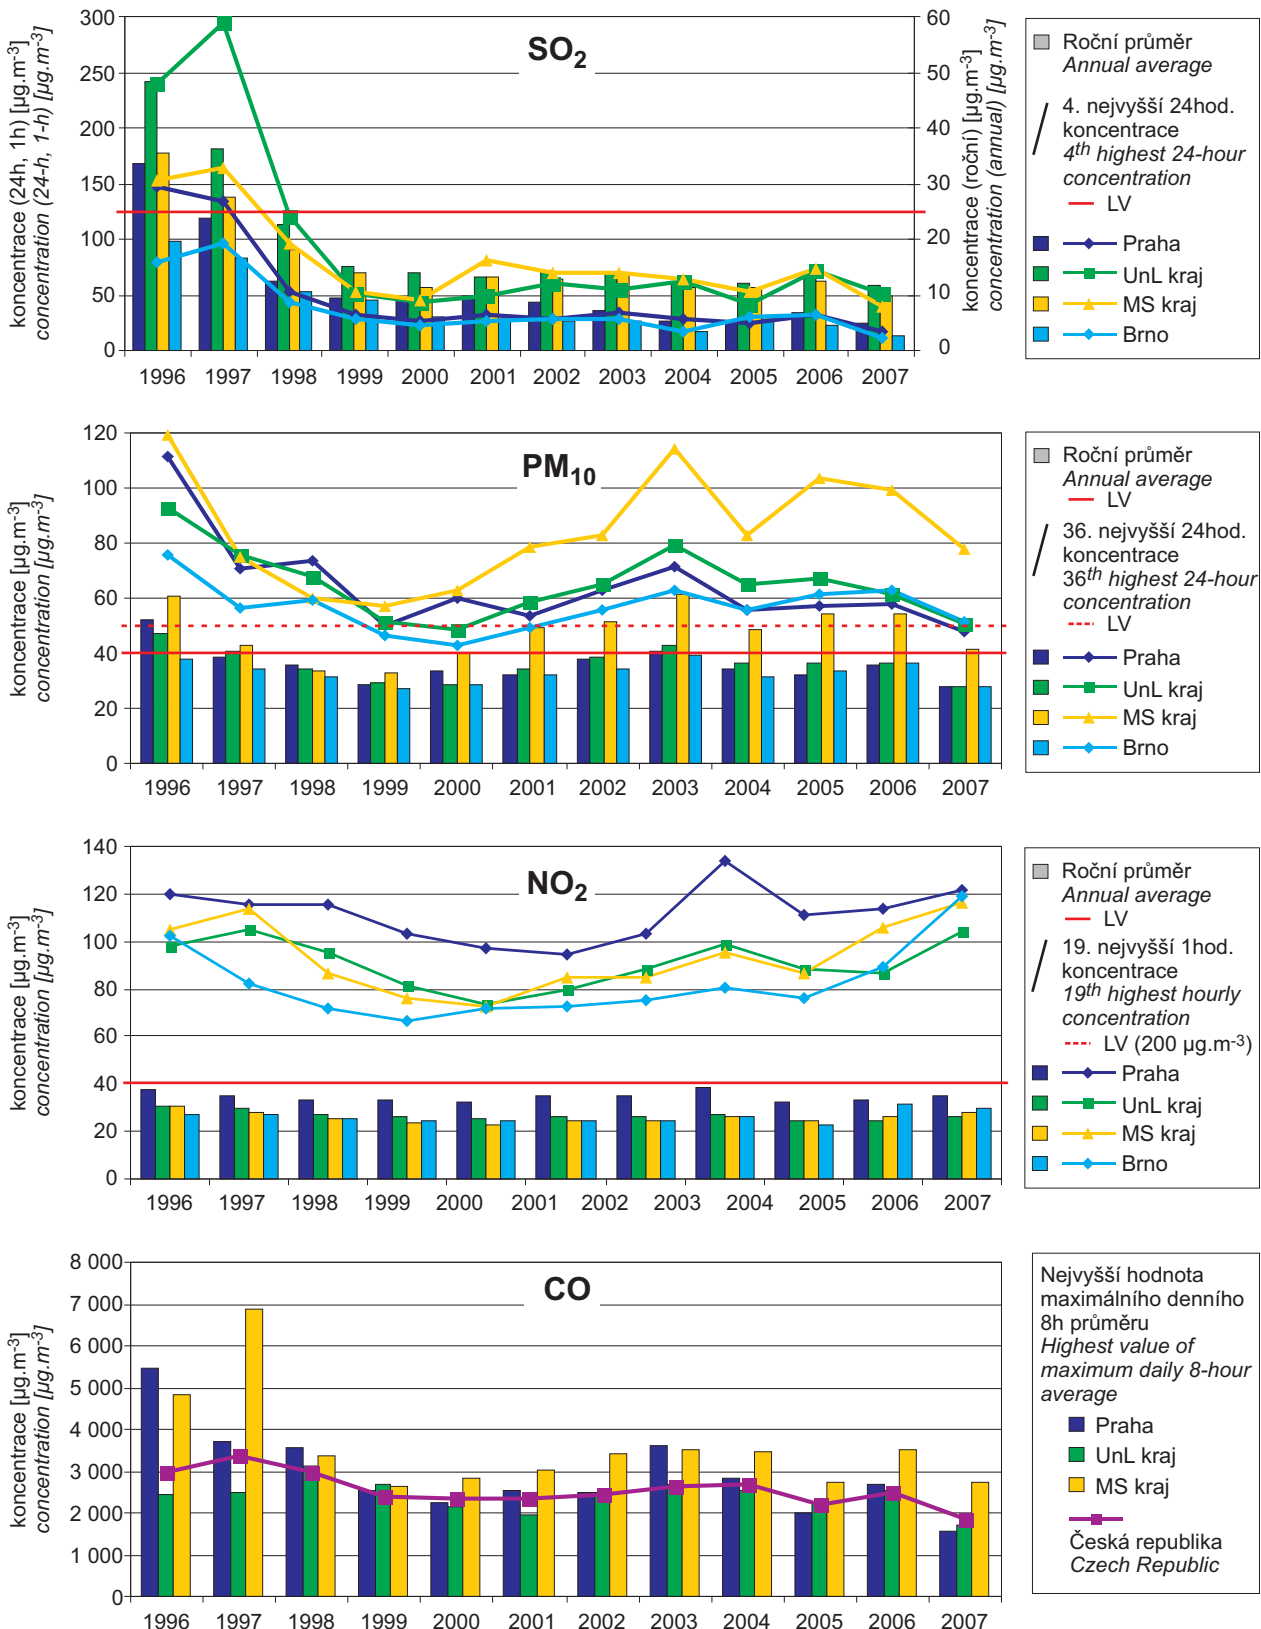 SO2
koncentrace (24h, 1h) [µg.m-3]
concentration (24-h, 1-h) [µg.m-3]
300
250
200
150
100
50
0
koncentrace (roční) [µg.m-3]
concentration (annual) [µg.m-3]
60
50
40
30
20
10
0
1996 1997 1998 1999 2000 2001 2002 2003 2004 2005 2006 2007
Roční průměr
Annual average
4. nejvyšší 24hod.
koncentrace
4th highest 24-hour
concentration
LV
Praha
UnL kraj
MS kraj
Brno
PM10
koncentrace [µg.m-3]
concentration [µg.m-3]
120
100
80
60
40
20
0
1996 1997 1998 1999 2000 2001 2002 2003 2004 2005 2006 2007
Roční průměr
Annual average
LV
36. nejvyšší 24hod.
koncentrace
36th highest 24-hour
concentration
LV
Praha
UnL kraj
MS kraj
Brno
NO2
koncentrace [µg.m-3]
concentration [µg.m-3]
140
120
100
80
60
40
20
0
1996 1997 1998 1999 2000 2001 2002 2003 2004 2005 2006 2007
Roční průměr
Annual average
LV
19. nejvyšší 1hod.
koncentrace
19th highest hourly
concentration
LV (200 µg.m-3)
Praha
UnL kraj
MS kraj
Brno
CO
koncentrace [µg.m-3]
concentration [µg.m-3]
8 000
7 000
6 000
5 000
4 000
3 000
2 000
1 000
0
1996 1997 1998 1999 2000 2001 2002 2003 2004 2005 2006 2007
Nejvyšší hodnota
maximálního denního
8h průměru
Highest value of
maximum daily 8-hour
average
Praha
UnL kraj
MS kraj
Česká republika
Czech Republic